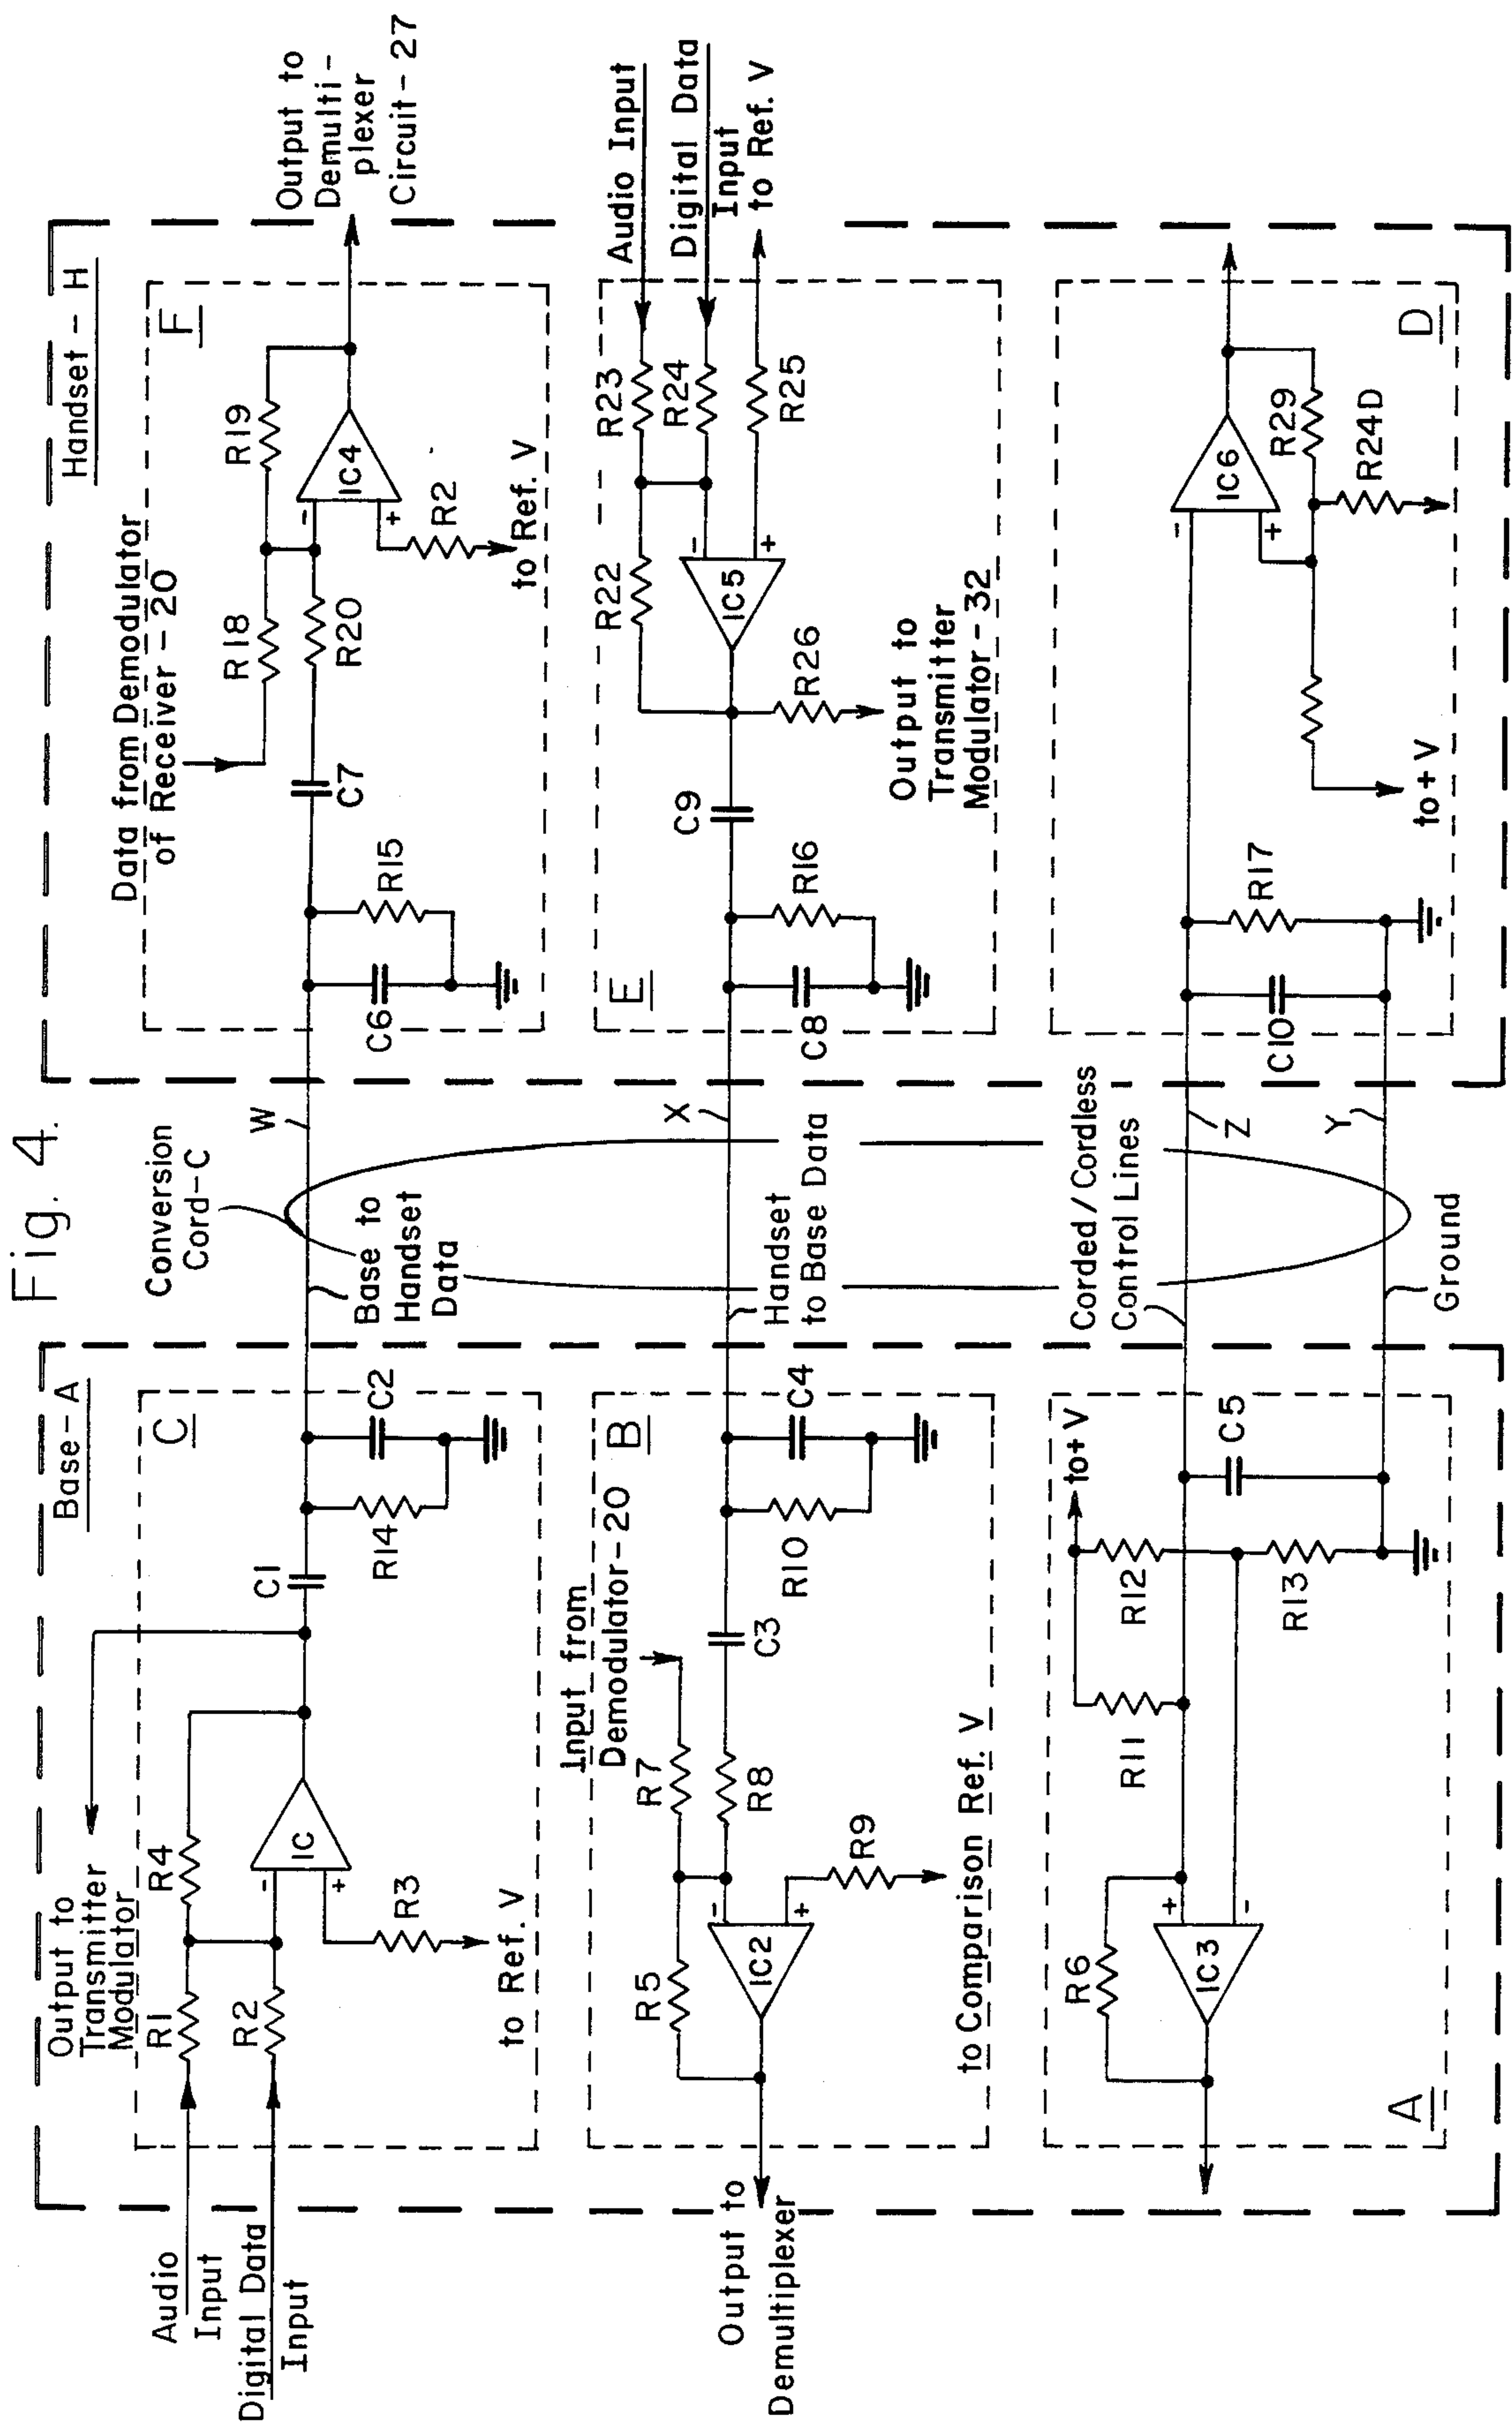 Fig. 4.
Base-A
Conversion
Cord-C
Handset-H
Output to
Transmitter
Modulator
C
Audio
Input
Digital Data
Input
R1
R2
R4
IC
-
+
R3
to Ref. V
C1
R14
C2
W
Base to
Handset
Data
Data from Demodulator
of Receiver-20
F
C6
R15
C7
R18
R20
R19
IC4
-
+
R2
to Ref. V
Output to
Demulti-
plexer
Circuit-27
Input from
Demodulator-20
B
Output to
Demultiplexer
R5
R7
R8
IC2
-
+
R9
to Comparison Ref. V
C3
R10
C4
X
Handset
to Base Data
E
C8
R16
C9
R22
R23
R24
R25
IC5
-
+
R26
Output to
Transmitter
Modulator-32
Audio Input
Digital Data
Input
to Ref. V
A
R6
IC3
+
-
R11
R12
R13
to+V
C5
Corded/Cordless
Control Lines
Z
Y
Ground
C10
R17
to+V
IC6
-
+
R29
R24D
D